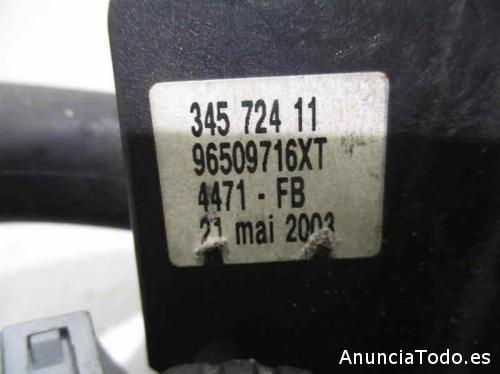 345 724 11
96509716XT
4471 - FB
21 mai 2003
AnunciaTodo.es